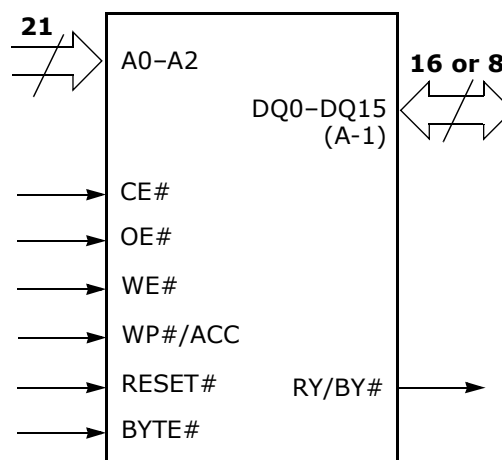 21
16 or 8
A0–A2
DQ0–DQ15
(A-1)
CE#
OE#
WE#
WP#/ACC
RESET#
RY/BY#
BYTE#